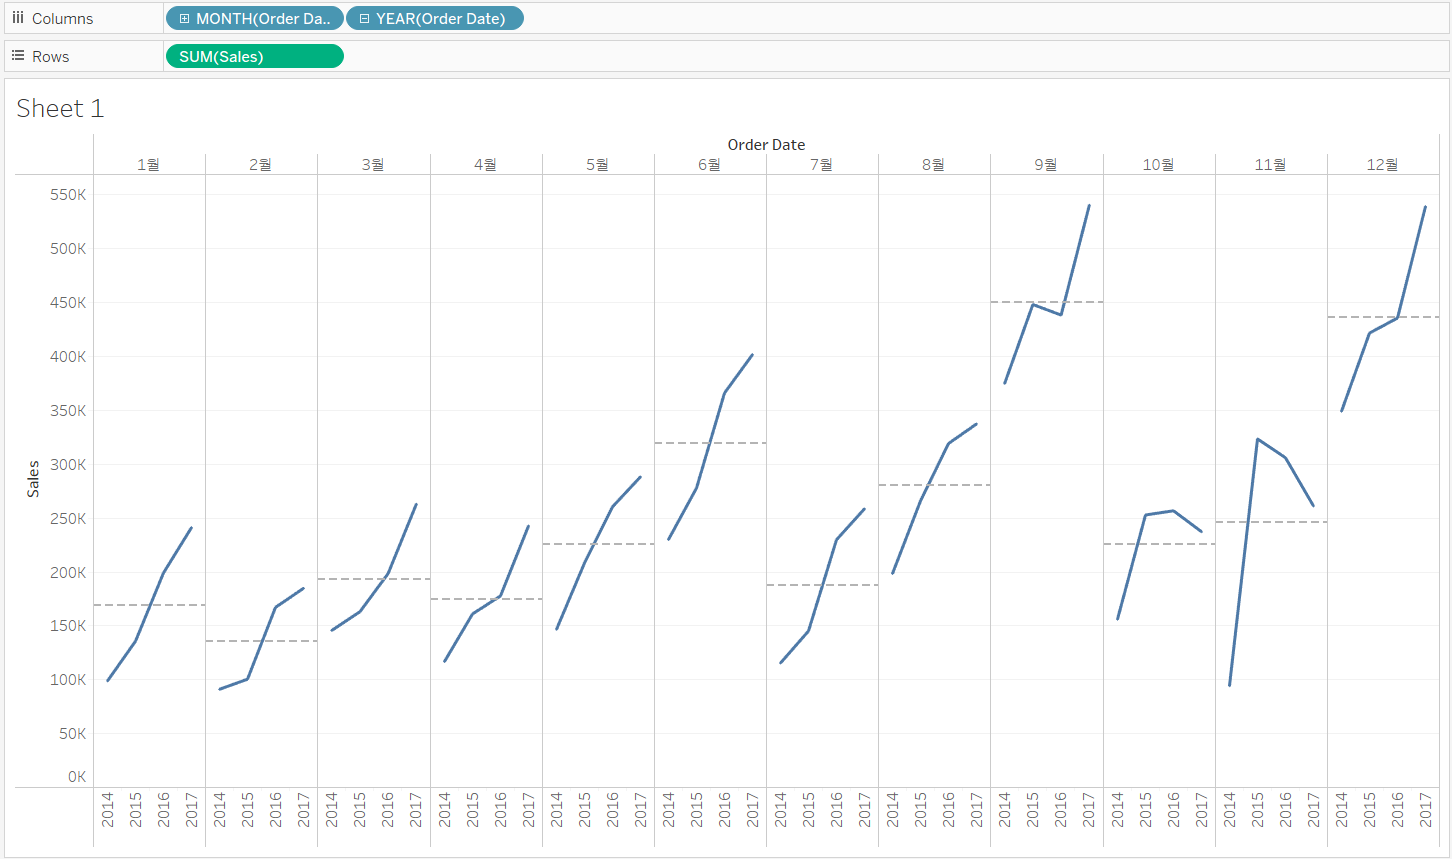 Columns MONTH(Order Da.. YEAR(Order Date)
Rows SUM(Sales)
Sheet 1
Order Date
1월 2월 3월 4월 5월 6월 7월 8월 9월 10월 11월 12월
550K
500K
450K
400K
350K
300K
250K
200K
150K
100K
50K
0K
Sales
2014 2015 2016 2017 2014 2015 2016 2017 2014 2015 2016 2017 2014 2015 2016 2017 2014 2015 2016 2017 2014 2015 2016 2017 2014 2015 2016 2017 2014 2015 2016 2017 2014 2015 2016 2017 2014 2015 2016 2017 2014 2015 2016 2017 2014 2015 2016 2017